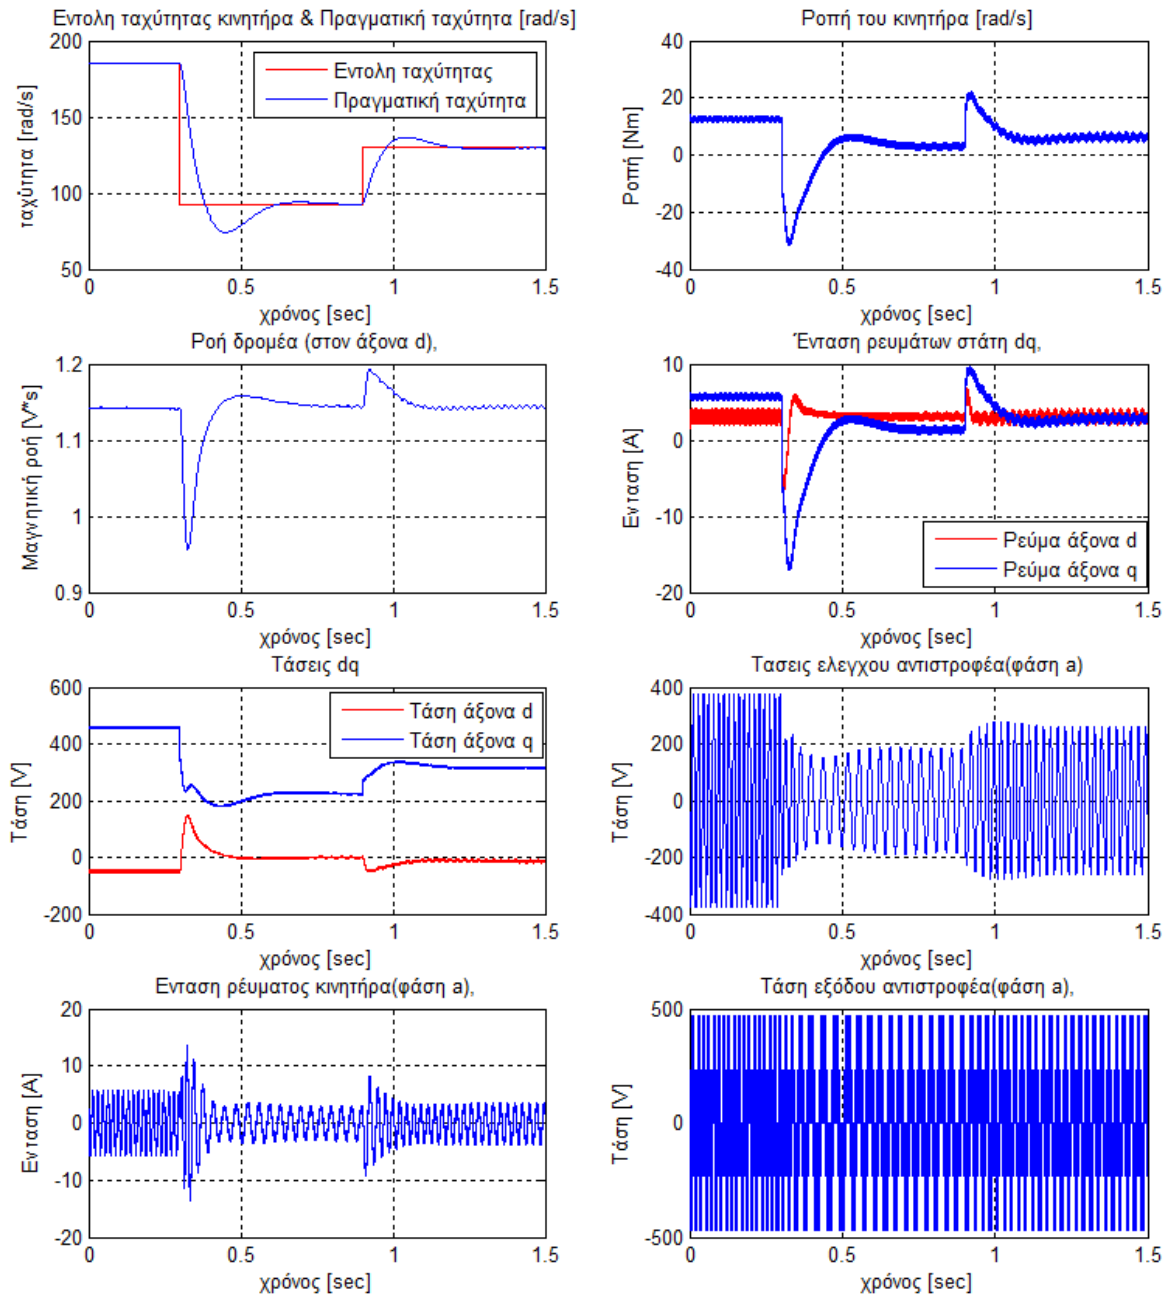 Εντολή ταχύτητας κινητήρα & Πραγματική ταχύτητα [rad/s]
200
150
100
50
ταχύτητα [rad/s]
Εντολη ταχύτητας
Πραγματική ταχύτητα
0
0.5
1
1.5
χρόνος [sec]
Ροπή του κινητήρα [rad/s]
40
20
0
-20
-40
Ροπή [Nm]
0
0.5
1
1.5
χρόνος [sec]
Ροή δρομέα (στον άξονα d),
1.2
1.1
1
0.9
Μαγνητική ροή [V*s]
0
0.5
1
1.5
χρόνος [sec]
Ένταση ρευμάτων στάτη dq,
10
0
-10
-20
Ενταση [A]
Ρεύμα άξονα d
Ρεύμα άξονα q
0
0.5
1
1.5
χρόνος [sec]
Τάσεις dq
600
400
200
0
-200
Τάση [V]
Τάση άξονα d
Τάση άξονα q
0
0.5
1
1.5
χρόνος [sec]
Τασεις ελεγχου αντιστροφέα(φάση a)
400
200
0
-200
-400
Τάση [V]
0
0.5
1
1.5
χρόνος [sec]
Ενταση ρέυματος κινητήρα(φάση a),
20
10
0
-10
-20
Ενταση [A]
0
0.5
1
1.5
χρόνος [sec]
Τάση εξόδου αντιστροφέα(φάση a),
500
0
-500
Τάση [V]
0
0.5
1
1.5
χρόνος [sec]